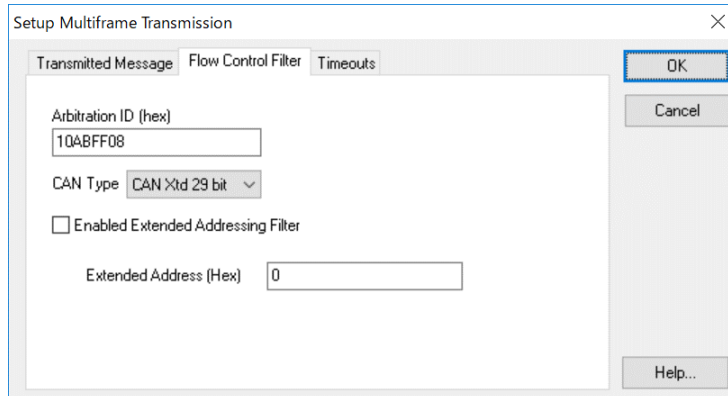 Setup Multiframe Transmission
Transmitted Message Flow Control Filter Timeouts
OK
Arbitration ID (hex)
Cancel
10ABFF08
CAN Type CAN Xtd 29 bit
Enabled Extended Addressing Filter
Extended Address (Hex) 0
Help...